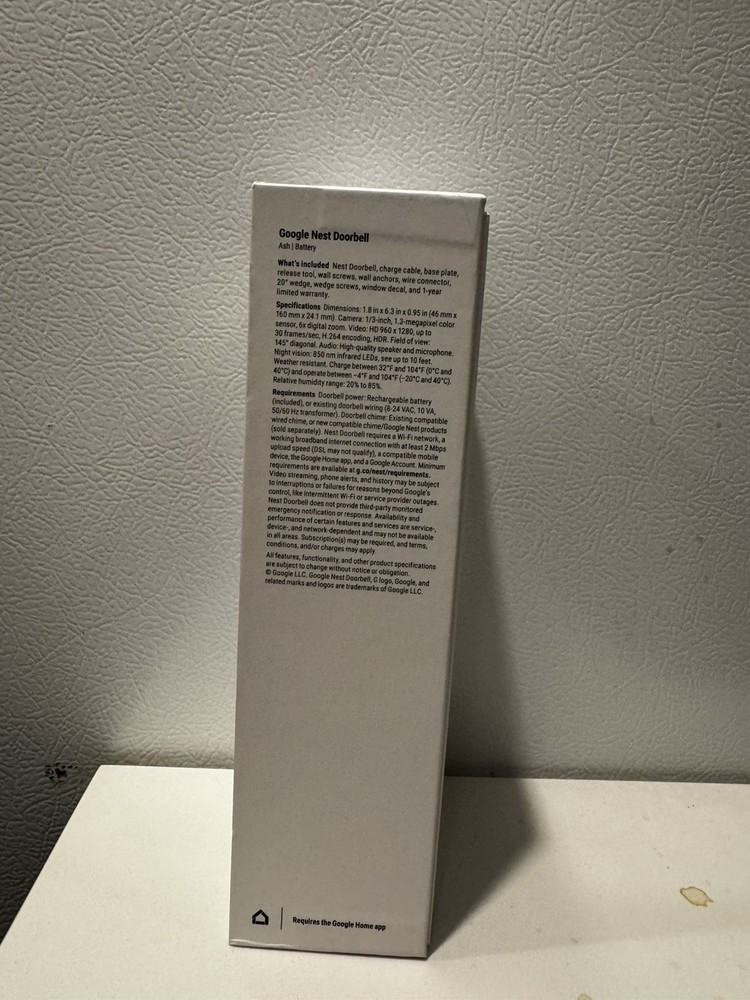 Google Nest Doorbell
Ash | Battery
What's included Nest Doorbell, charge cable, base plate,
release tool, wall screws, wall anchors, wire connector,
20° wedge, wedge screws, window decal, and 1-year
limited warranty.
Specifications Dimensions: 1.8 in x 6.3 in x 0.95 in (46 mm x
160 mm x 24.1 mm). Camera: 1/3-inch, 1.3-megapixel color
sensor, 6x digital zoom. Video: HD 960 x 1280, up to
30 frames/sec, H.264 encoding, HDR. Field of view:
145° diagonal. Audio: High-quality speaker and microphone.
Night vision: 850 nm infrared LEDs, see up to 10 feet.
Weather resistant. Charge between 32°F and 104°F (0°C and
40°C) and operate between –4°F and 104°F (–20°C and 40°C).
Relative humidity range: 20% to 85%.
Requirements Doorbell power: Rechargeable battery
(included), or existing doorbell wiring (8-24 VAC, 10 VA,
50/60 Hz transformer). Doorbell chime: Existing compatible
wired chime, or new compatible chime/Google Nest products
(sold separately). Nest Doorbell requires a Wi-Fi network, a
working broadband internet connection with at least 2 Mbps
upload speed (DSL may not qualify), a compatible mobile
device, the Google Home app, and a Google Account. Minimum
requirements are available at g.co/nest/requirements.
Video streaming, phone alerts, and history may be subject
to interruptions or failures for reasons beyond Google's
control, like intermittent Wi-Fi or service provider outages.
Nest Doorbell does not provide third-party monitored
emergency notification or response. Availability and
performance of certain features and services are service-,
device-, and network-dependent and may not be available
in all areas. Subscription(s) may be required, and terms,
conditions, and/or charges may apply.
All features, functionality, and other product specifications
are subject to change without notice or obligation.
© Google LLC. Google Nest Doorbell, G logo, Google, and
related marks and logos are trademarks of Google LLC.
Requires the Google Home app